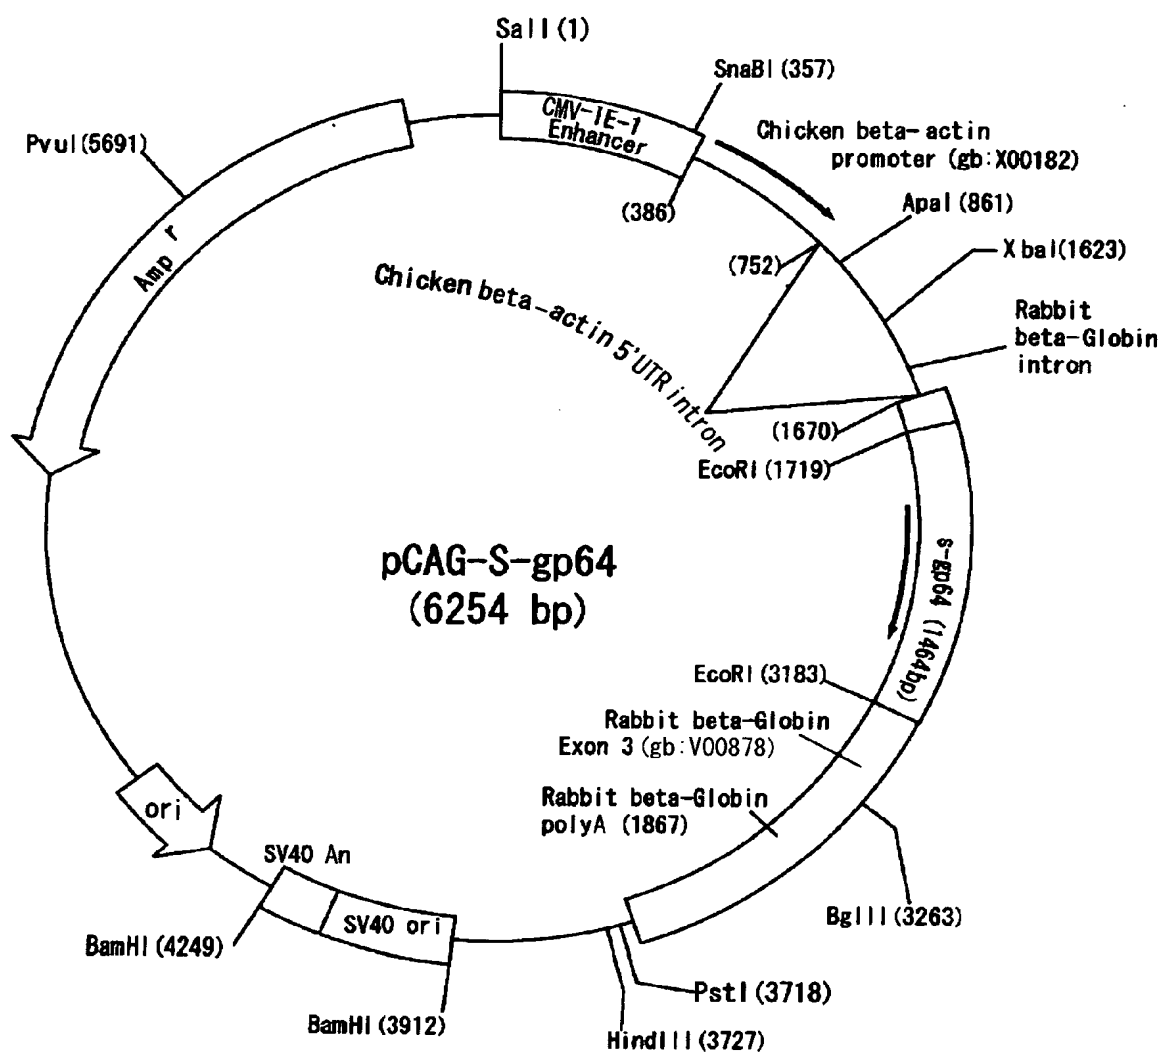 SalI (1)
SnaBI (357)
CMV-IE-1
Enhancer
Chicken beta-actin
promoter (gb:X00182)
PvuI (5691)
(386)
ApaI (861)
XbaI (1623)
(752)
Amp r
Chicken beta-actin 5'UTR intron
Rabbit
beta-Globin
intron
(1670)
EcoRI (1719)
pCAG-S-gp64
(6254 bp)
s-gp64 (1464bp)
EcoRI (3183)
Rabbit beta-Globin
Exon 3 (gb:V00878)
Rabbit beta-Globin
polyA (1867)
ori
SV40 An
SV40 ori
BglII (3263)
BamHI (4249)
PstI (3718)
BamHI (3912)
HindIII (3727)